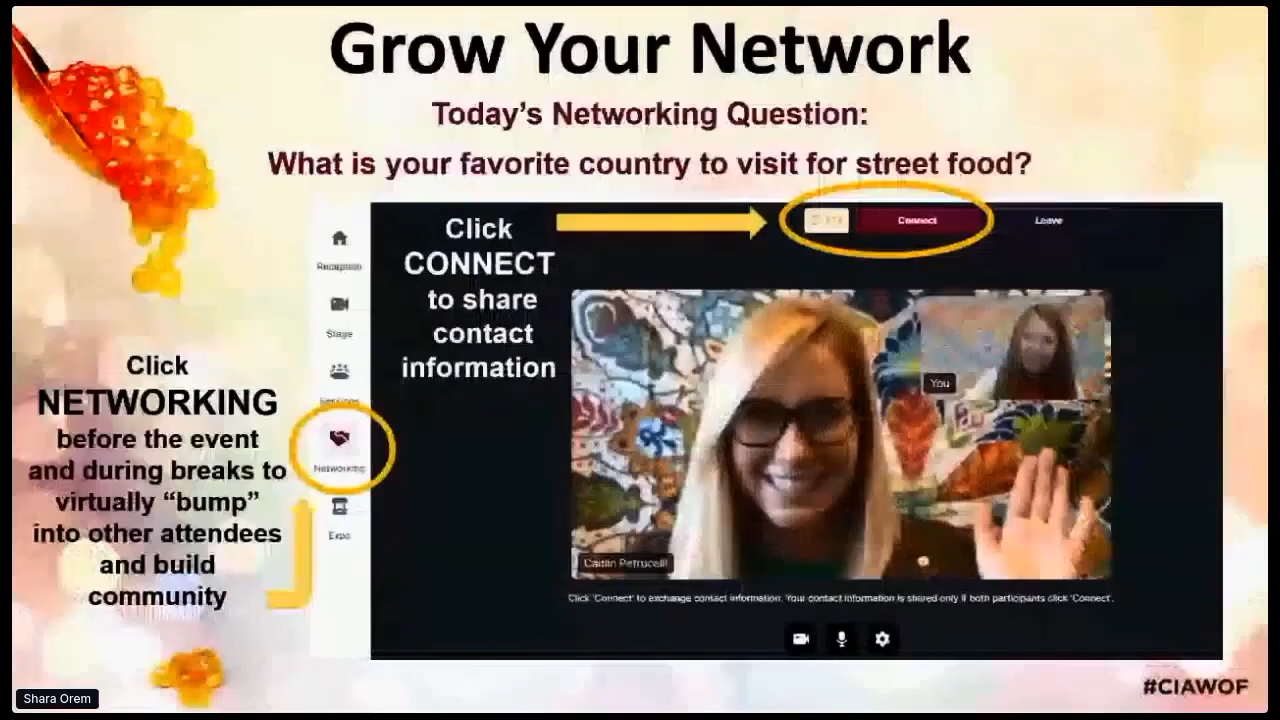 Grow Your Network
Today's Networking Question:
What is your favorite country to visit for street food?
Click
CONNECT
to share
contact
information
Connect
Leave
Reception
Stage
Networking
Expo
Click
NETWORKING
before the event
and during breaks to
virtually “bump”
into other attendees
and build
community
You
Caitlin Petrucelli
Click 'Connect' to exchange contact information. Your contact information is shared only if both participants click 'Connect'.
#CIAWOF
Shara Orem